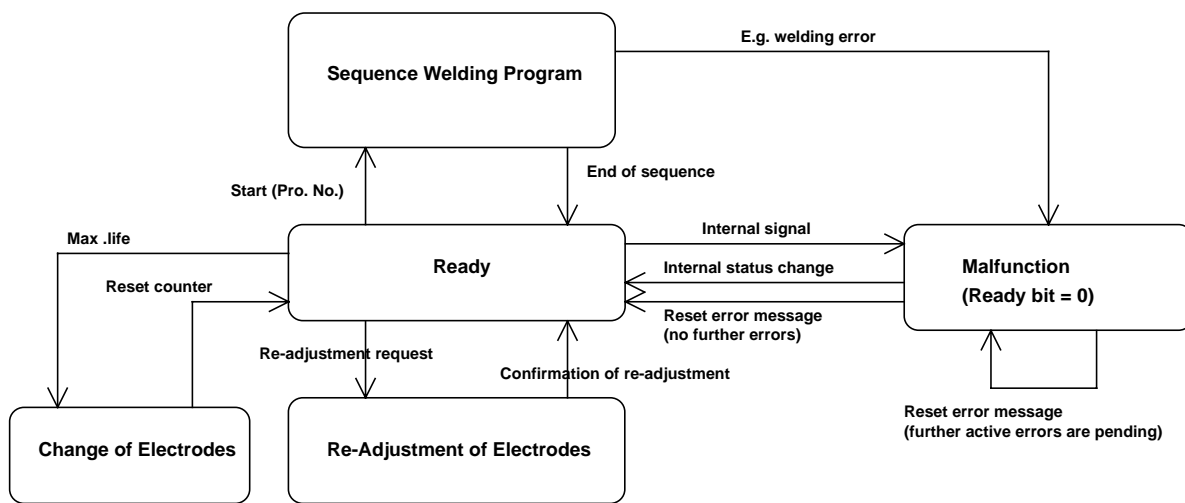 E.g. welding error
Sequence Welding Program
End of sequence
Start (Pro. No.)
Max .life
Internal signal
Ready
Internal status change
Malfunction
(Ready bit = 0)
Reset counter
Reset error message
(no further errors)
Re-adjustment request
Confirmation of re-adjustment
Reset error message
(further active errors are pending)
Change of Electrodes
Re-Adjustment of Electrodes